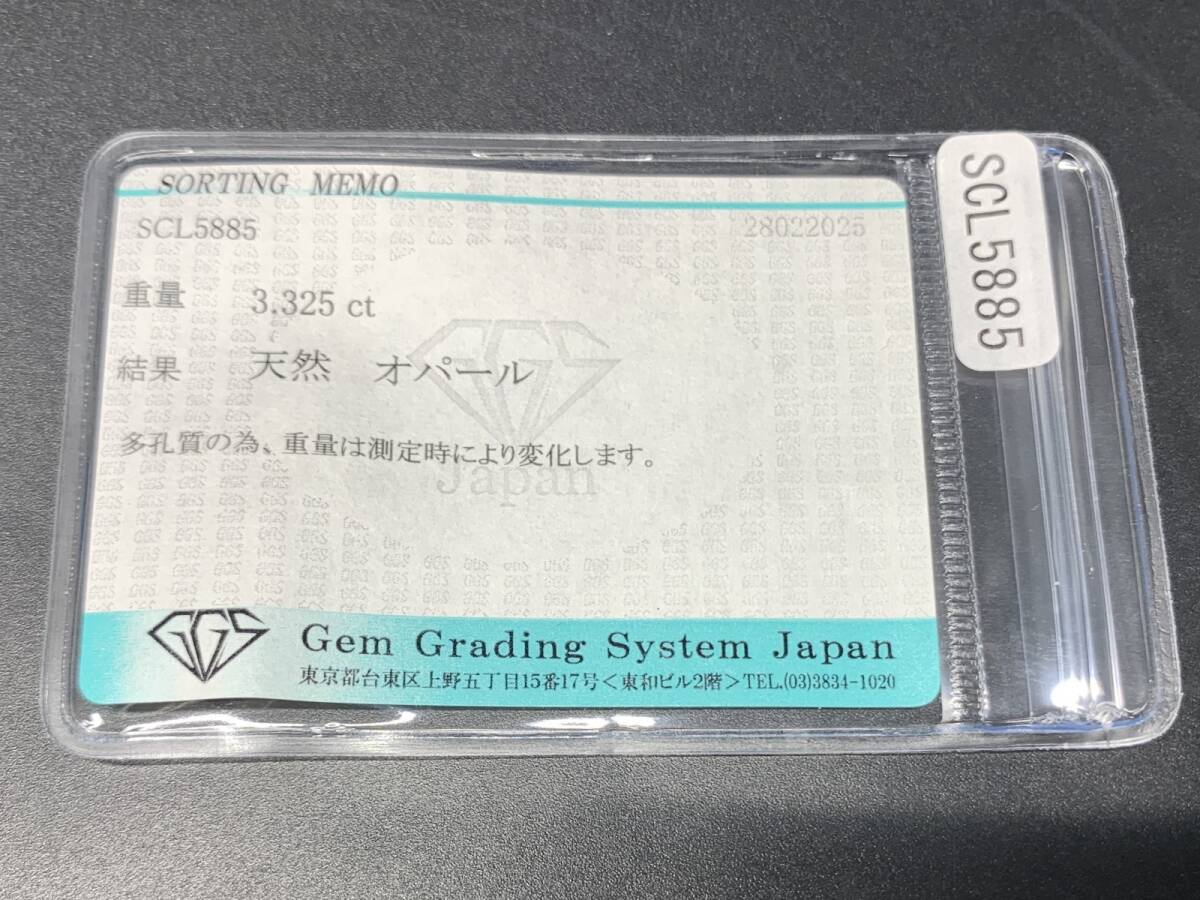 SORTING MEMO
SCL5885 28022025
重量 3.325 ct
結果 天然 オパール
多孔質の為、重量は測定時により変化します。
GGS
Japan
GGS Gem Grading System Japan
東京都台東区上野五丁目15番17号＜東和ビル2階＞TEL.(03)3834-1020
SCL5885